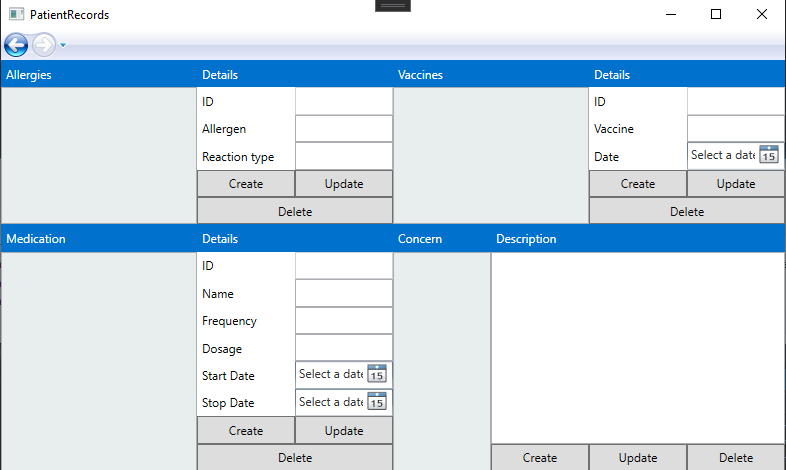 PatientRecords
Allergies Details Vaccines Details
ID ID
Allergen Vaccine
Reaction type Date Select a date 15
Create Update Create Update
Delete Delete
Medication Details Concern Description
ID
Name
Frequency
Dosage
Start Date Select a date 15
Stop Date Select a date 15
Create Update
Delete Create Update Delete